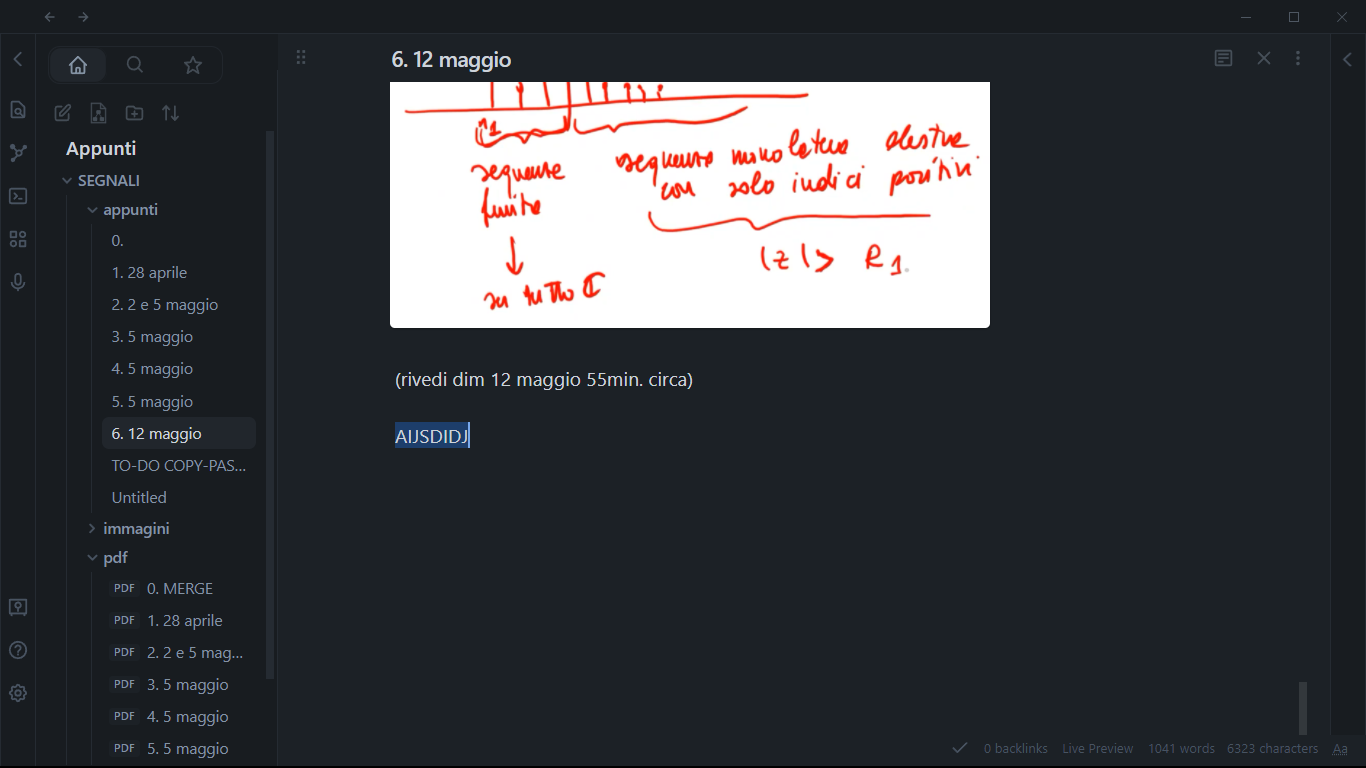 6. 12 maggio
Appunti
SEGNALI
appunti
0.
1. 28 aprile
2. 2 e 5 maggio
3. 5 maggio
4. 5 maggio
5. 5 maggio
6. 12 maggio
TO-DO COPY-PAS...
Untitled
immagini
pdf
PDF 0. MERGE
PDF 1. 28 aprile
PDF 2. 2 e 5 mag...
PDF 3. 5 maggio
PDF 4. 5 maggio
PDF 5. 5 maggio
sequenza
finita
su tutto ℂ
sequenza monolatera destra
con solo indici positivi
|z|> R1
(rivedi dim 12 maggio 55min. circa)
AIJSDIDJ
0 backlinks Live Preview 1041 words 6323 characters Aa